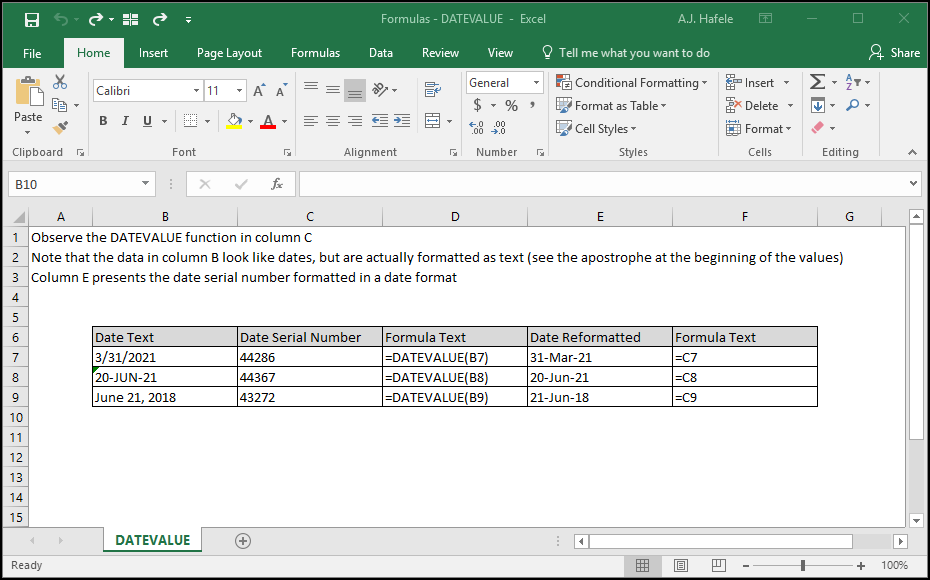 Formulas - DATEVALUE - Excel
A.J. Hafele
File Home Insert Page Layout Formulas Data Review View Tell me what you want to do Share
Paste
Calibri 11
B I U
A A
A
General
$ % ,
.00 .0
Conditional Formatting
Format as Table
Cell Styles
Insert
Delete
Format
Clipboard Font Alignment Number Styles Cells Editing
B10 fx
A B C D E F G
1 Observe the DATEVALUE function in column C
2 Note that the data in column B look like dates, but are actually formatted as text (see the apostrophe at the beginning of the values)
3 Column E presents the date serial number formatted in a date format
4
5
6 Date Text Date Serial Number Formula Text Date Reformatted Formula Text
7 3/31/2021 44286 =DATEVALUE(B7) 31-Mar-21 =C7
8 20-JUN-21 44367 =DATEVALUE(B8) 20-Jun-21 =C8
9 June 21, 2018 43272 =DATEVALUE(B9) 21-Jun-18 =C9
10
11
12
13
14
15
DATEVALUE
Ready 100%